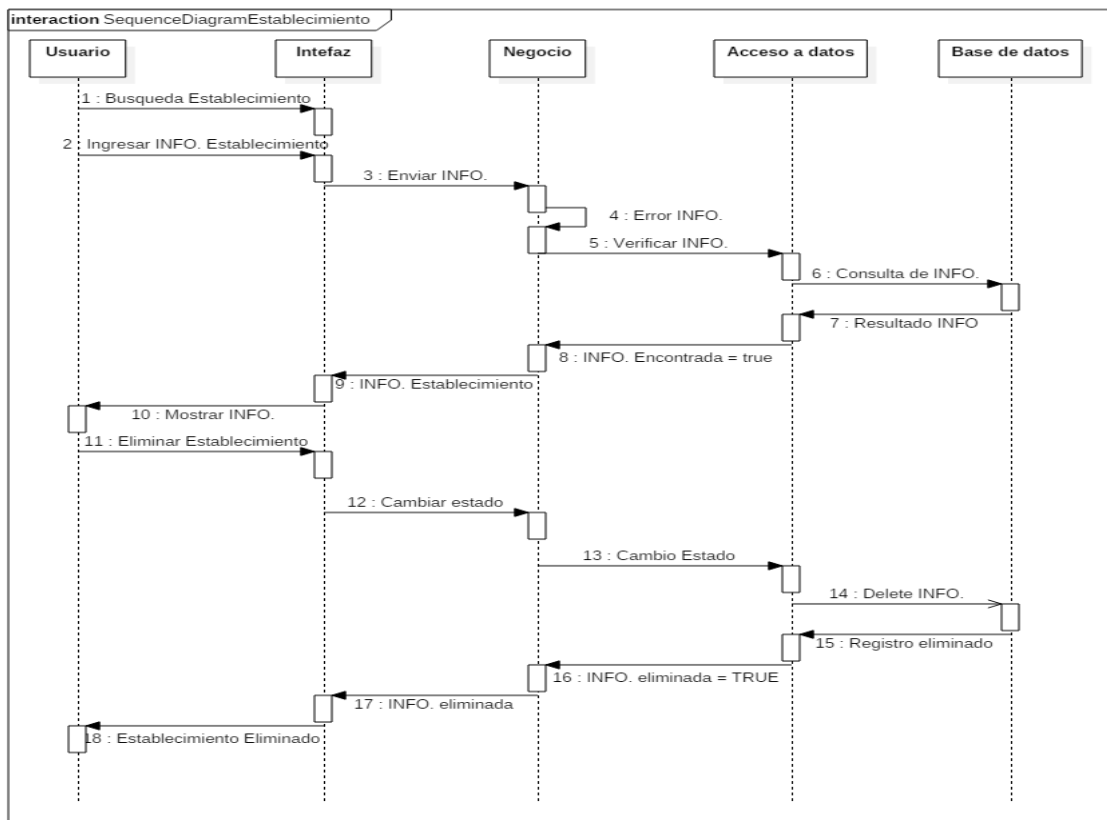 interaction SequenceDiagramEstablecimiento
Usuario
Intefaz
Negocio
Acceso a datos
Base de datos
1 : Busqueda Establecimiento
2 : Ingresar INFO. Establecimiento
3 : Enviar INFO.
4 : Error INFO.
5 : Verificar INFO.
6 : Consulta de INFO.
7 : Resultado INFO
8 : INFO. Encontrada = true
9 : INFO. Establecimiento
10 : Mostrar INFO.
11 : Eliminar Establecimiento
12 : Cambiar estado
13 : Cambio Estado
14 : Delete INFO.
15 : Registro eliminado
16 : INFO. eliminada = TRUE
17 : INFO. eliminada
18 : Establecimiento Eliminado